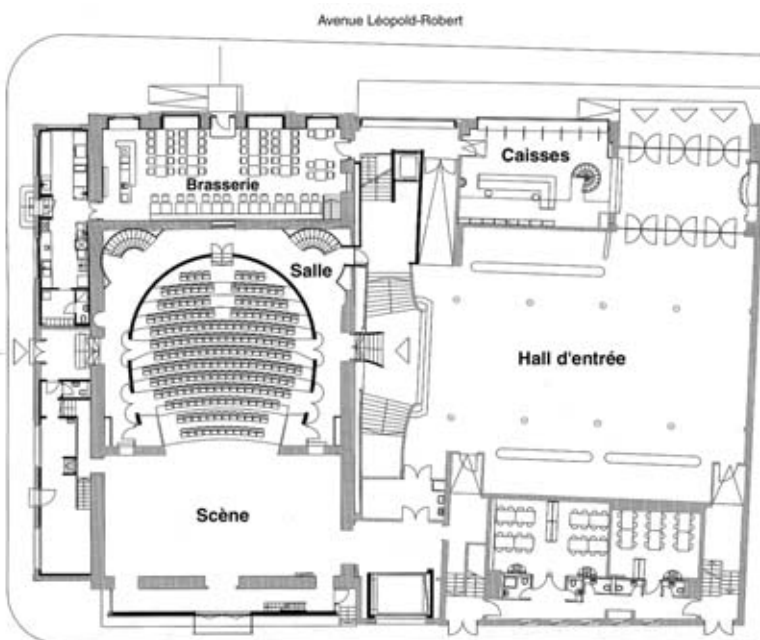 Avenue Léopold-Robert
Caisses
Brasserie
Salle
Hall d'entrée
Scène